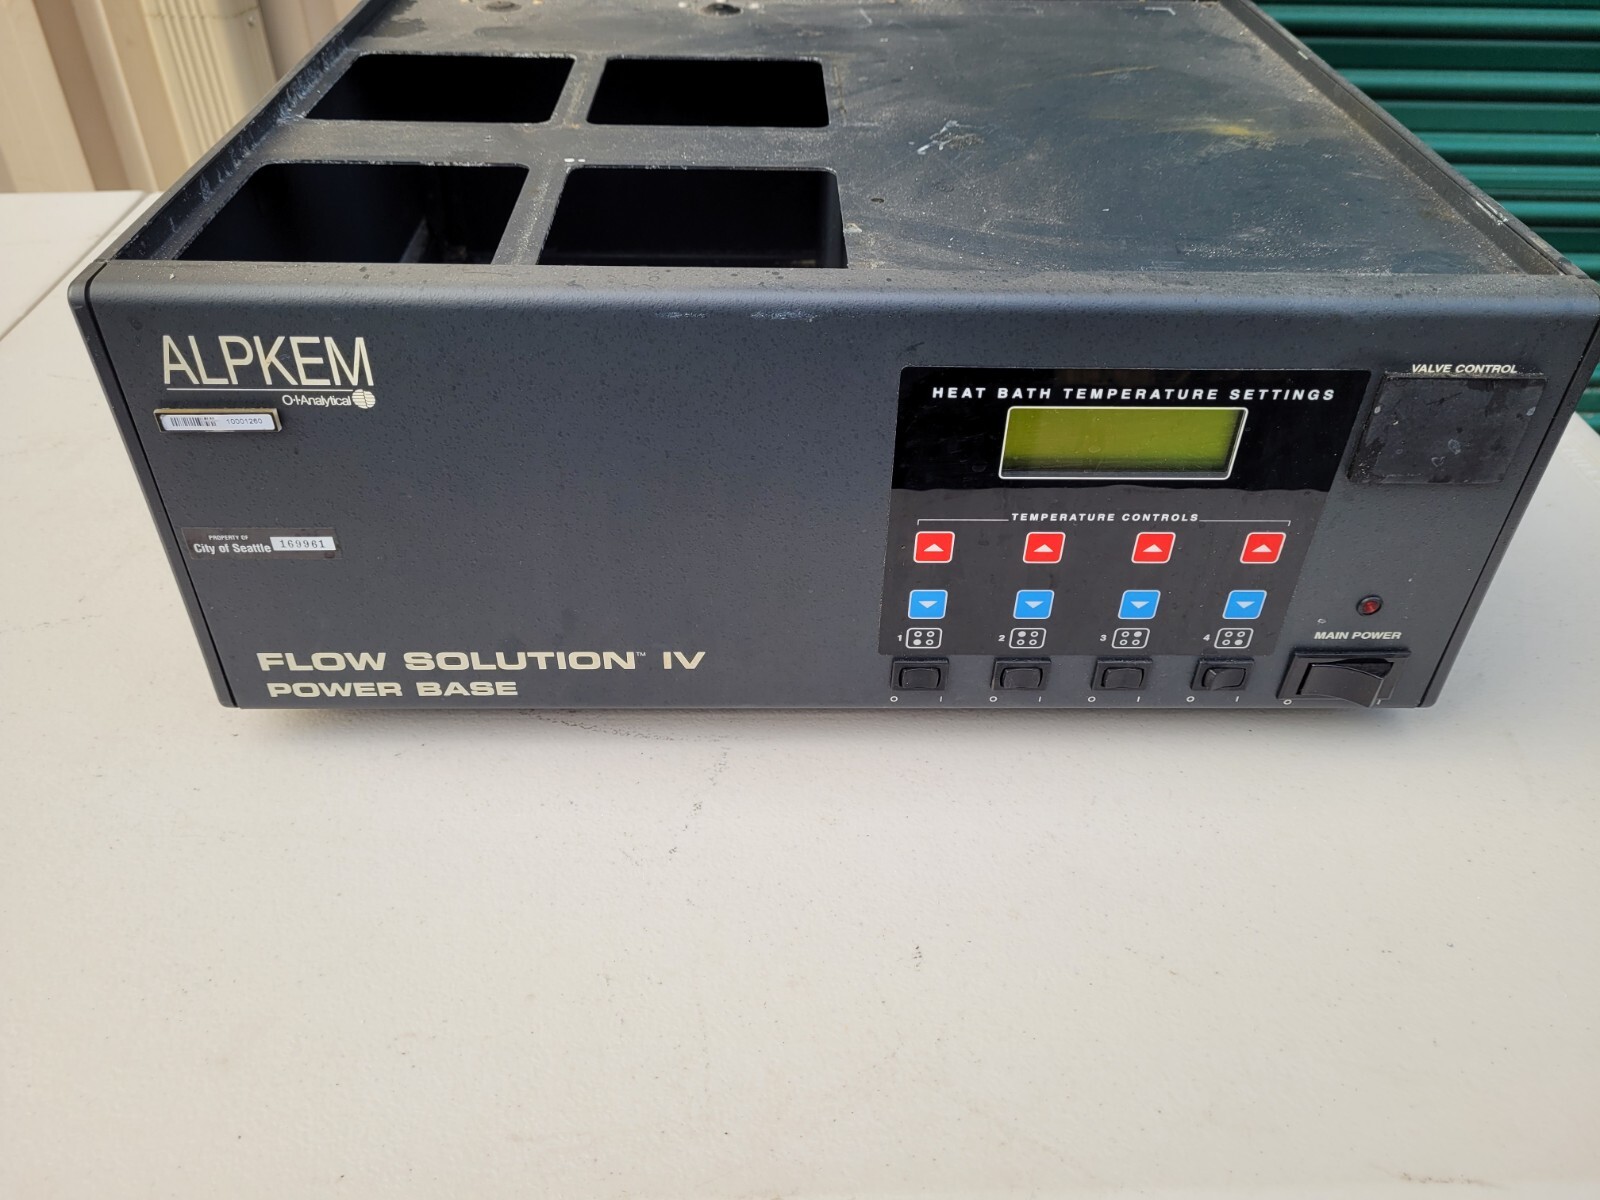 ALPKEM
O·I·Analytical
10001260
PROPERTY OF
City of Seattle 169961
FLOW SOLUTION™ IV
POWER BASE
HEAT BATH TEMPERATURE SETTINGS
TEMPERATURE CONTROLS
1 2 3 4
O I O I O I O I
VALVE CONTROL
MAIN POWER
O I